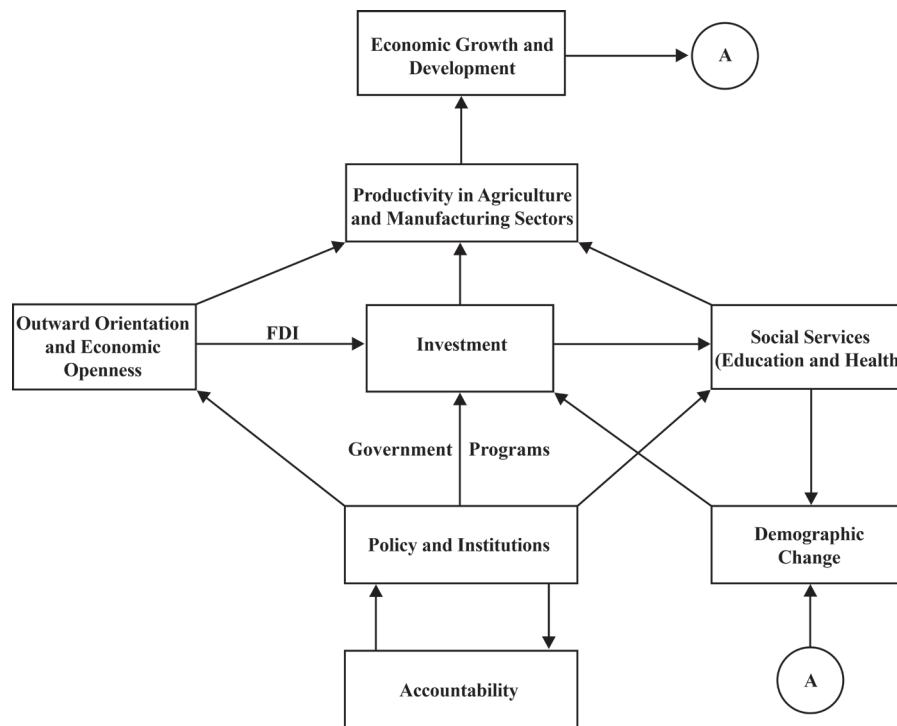 Economic Growth and
Development
A
Productivity in Agriculture
and Manufacturing Sectors
Outward Orientation
and Economic
Openness
FDI
Investment
Social Services
(Education and Health
Government Programs
Policy and Institutions
Demographic
Change
Accountability
A